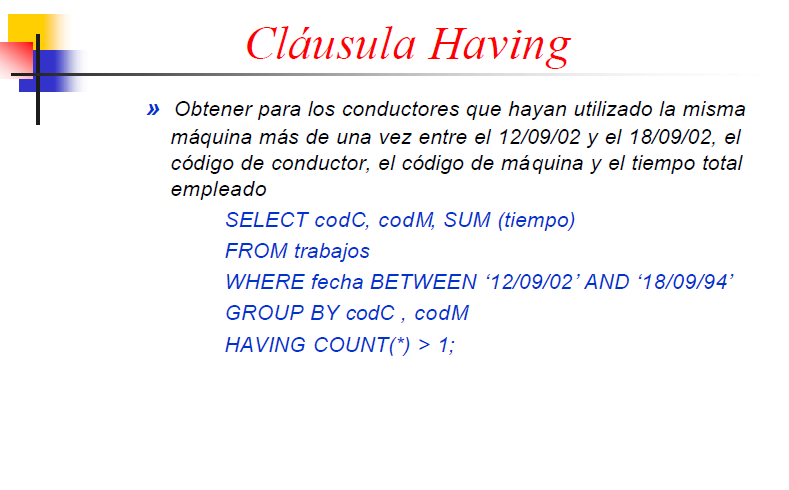 Cláusula Having
» Obtener para los conductores que hayan utilizado la misma
máquina más de una vez entre el 12/09/02 y el 18/09/02, el
código de conductor, el código de máquina y el tiempo total
empleado
SELECT codC, codM, SUM (tiempo)
FROM trabajos
WHERE fecha BETWEEN ‘12/09/02’ AND ‘18/09/94’
GROUP BY codC , codM
HAVING COUNT(*) > 1;